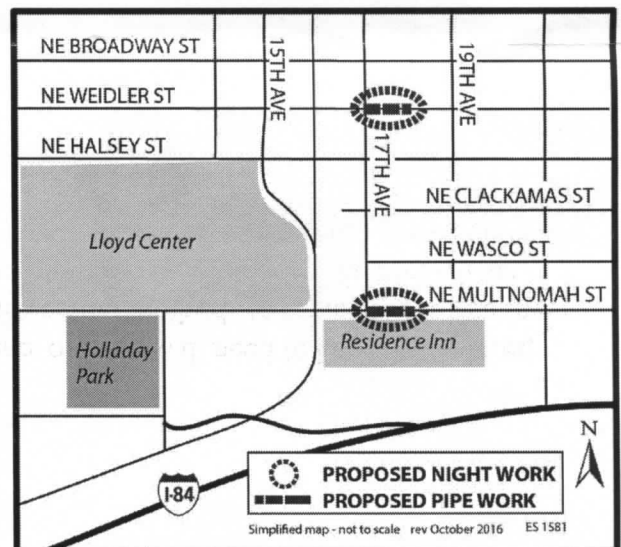 NE BROADWAY ST
15TH AVE
19TH AVE
NE WEIDLER ST
NE HALSEY ST
17TH AVE
NE CLACKAMAS ST
Lloyd Center
NE WASCO ST
NE MULTNOMAH ST
Holladay
Park
Residence Inn
N
I-84
PROPOSED NIGHT WORK
PROPOSED PIPE WORK
Simplified map - not to scale rev October 2016 ES 1581